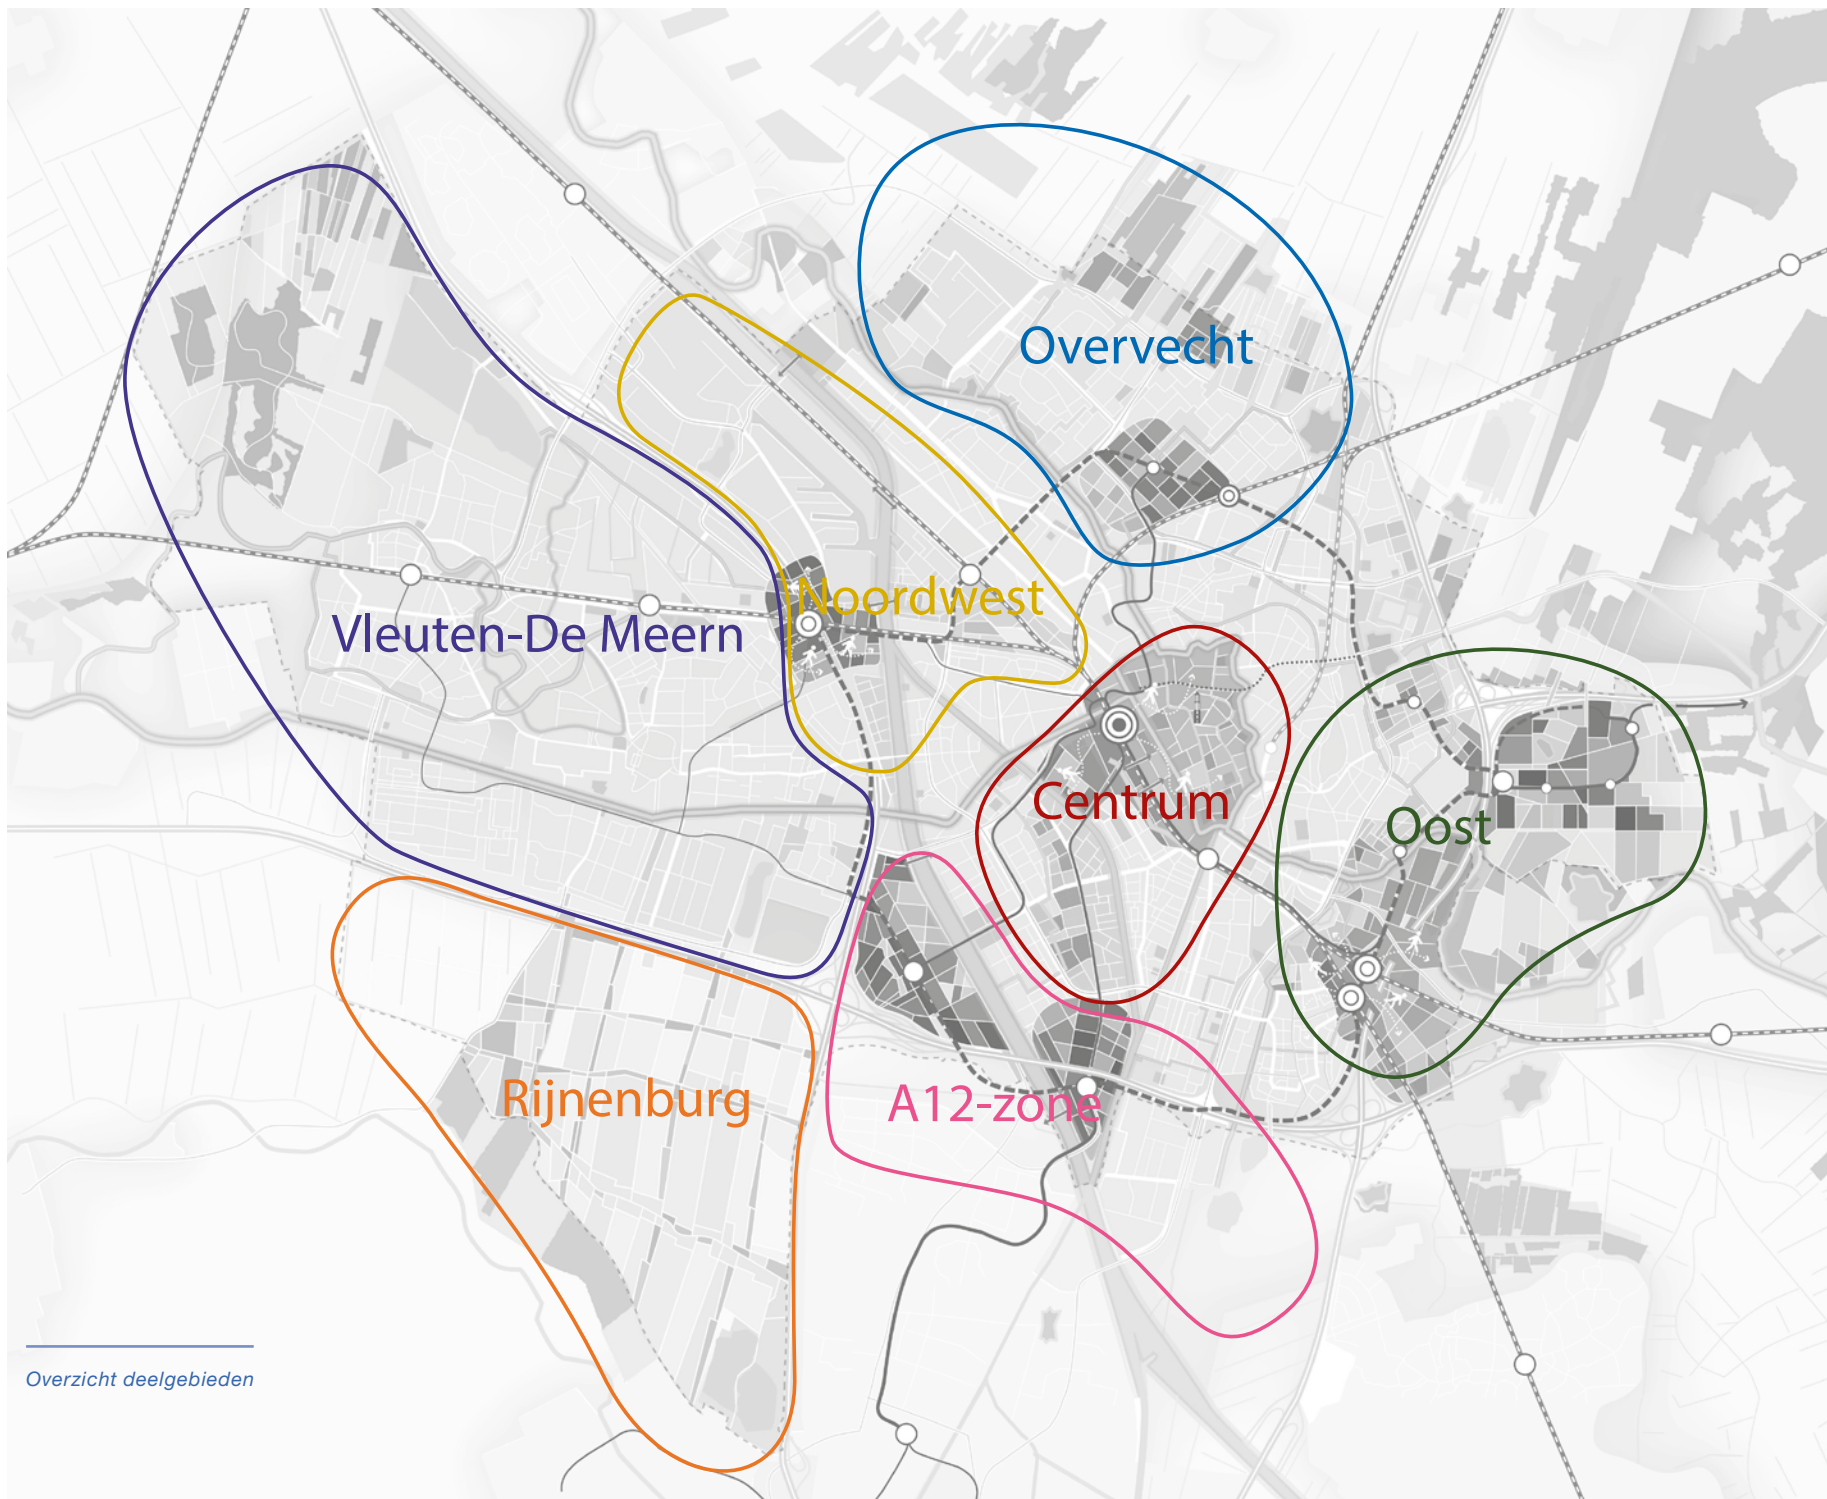 Overvecht
Noordwest
Vleuten-De Meern
Centrum
Oost
Rijnenburg
A12-zone
Overzicht deelgebieden